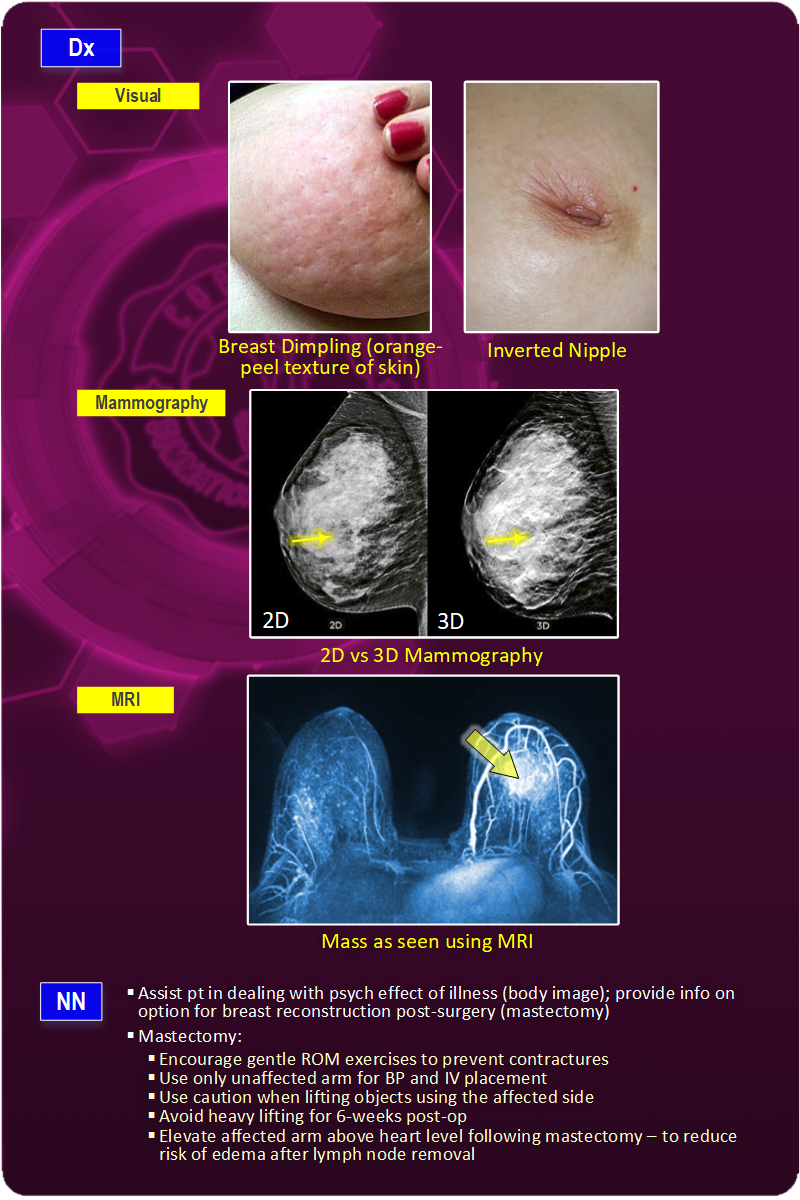 Dx
Visual
Breast Dimpling (orange-
peel texture of skin)
Inverted Nipple
Mammography
2D
2D
3D
3D
2D vs 3D Mammography
MRI
Mass as seen using MRI
NN
▪ Assist pt in dealing with psych effect of illness (body image); provide info on
option for breast reconstruction post-surgery (mastectomy)
▪ Mastectomy:
▪ Encourage gentle ROM exercises to prevent contractures
▪ Use only unaffected arm for BP and IV placement
▪ Use caution when lifting objects using the affected side
▪ Avoid heavy lifting for 6-weeks post-op
▪ Elevate affected arm above heart level following mastectomy – to reduce
risk of edema after lymph node removal